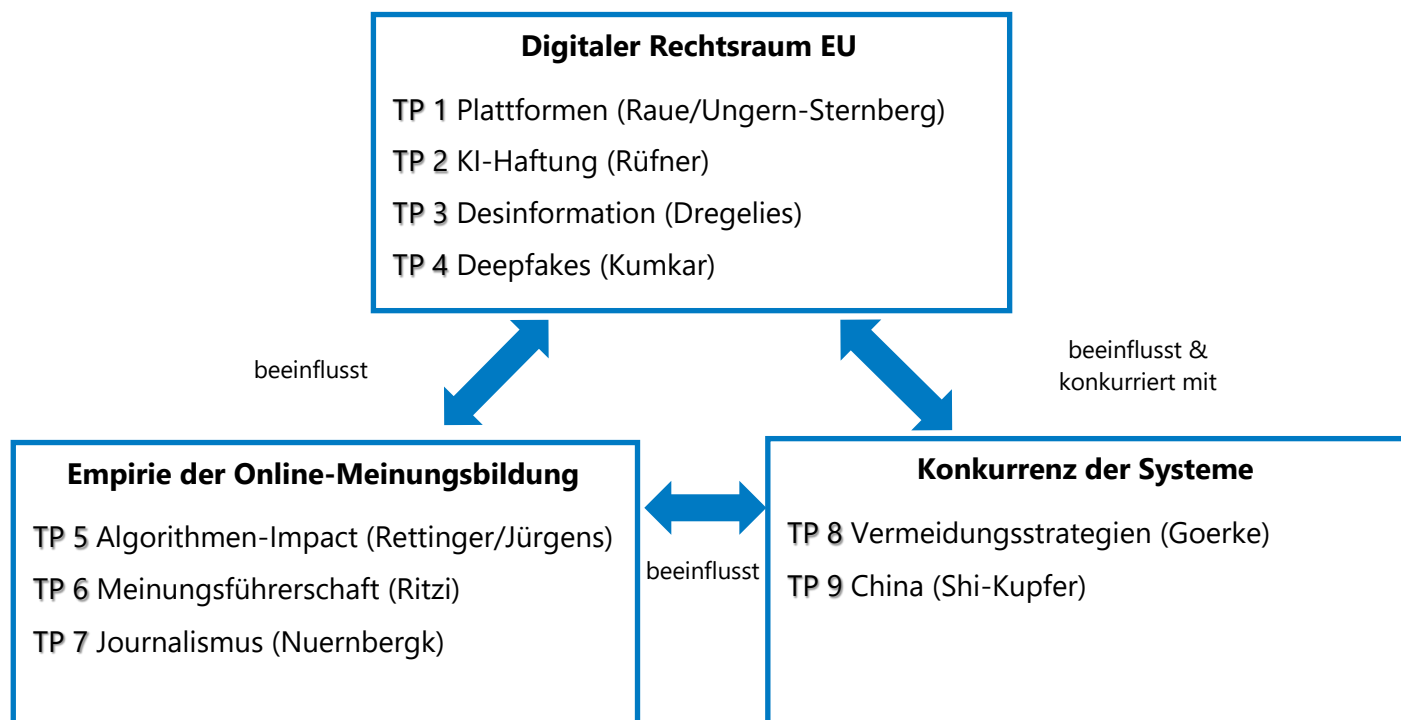 Digitaler Rechtsraum EU
TP 1 Plattformen (Raue/Ungern-Sternberg)
TP 2 KI-Haftung (Rüfner)
TP 3 Desinformation (Dregelies)
TP 4 Deepfakes (Kumkar)
beeinflusst
beeinflusst &
konkurriert mit
Empirie der Online-Meinungsbildung
TP 5 Algorithmen-Impact (Rettinger/Jürgens)
TP 6 Meinungsführerschaft (Ritzi)
TP 7 Journalismus (Nuernbergk)
beeinflusst
Konkurrenz der Systeme
TP 8 Vermeidungsstrategien (Goerke)
TP 9 China (Shi-Kupfer)